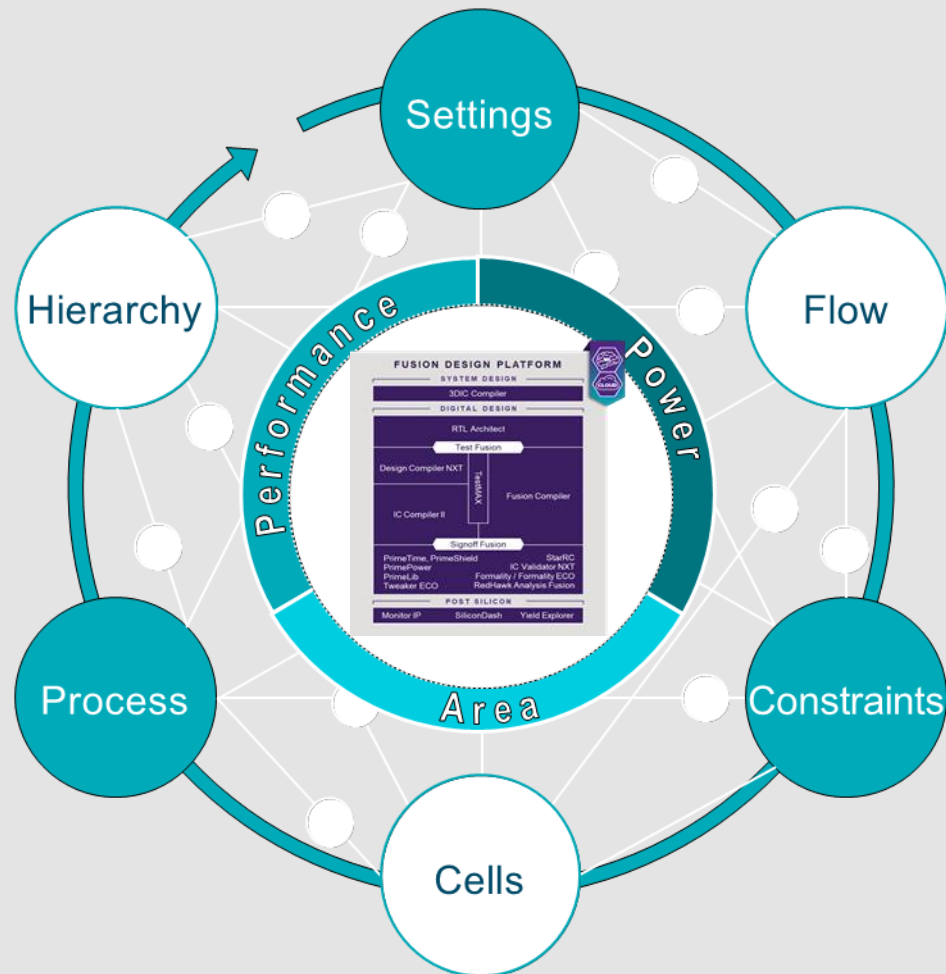 Settings
Hierarchy
Flow
Performance
Power
FUSION DESIGN PLATFORM
SYSTEM DESIGN
3DIC Compiler
DIGITAL DESIGN
RTL Architect
Test Fusion
Design Compiler NXT
TestMAX
Fusion Compiler
IC Compiler II
Signoff Fusion
PrimeTime, PrimeShield
PrimePower
PrimeLib
Tweaker ECO
StarRC
IC Validator NXT
Formality / Formality ECO
RedHawk Analysis Fusion
POST SILICON
Monitor IP SiliconDash Yield Explorer
CLOUD
Area
Process
Constraints
Cells